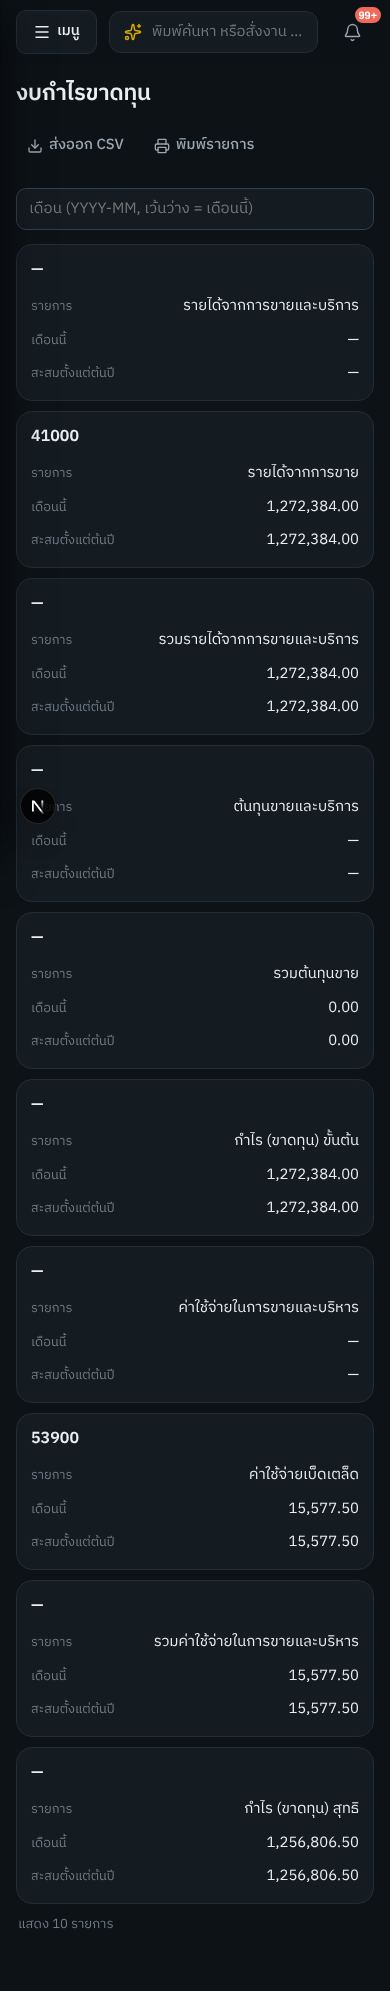 เมนู
พิมพ์ค้นหา หรือสั่งงาน ...
99+
งบกำไรขาดทุน
ส่งออก CSV
พิมพ์รายการ
เดือน (YYYY-MM, เว้นว่าง = เดือนนี้)
—
รายการ รายได้จากการขายและบริการ
เดือนนี้ —
สะสมตั้งแต่ต้นปี —
41000
รายการ รายได้จากการขาย
เดือนนี้ 1,272,384.00
สะสมตั้งแต่ต้นปี 1,272,384.00
—
รายการ รวมรายได้จากการขายและบริการ
เดือนนี้ 1,272,384.00
สะสมตั้งแต่ต้นปี 1,272,384.00
—
N ต้นทุนขายและบริการ
เดือนนี้ —
สะสมตั้งแต่ต้นปี —
—
รายการ รวมต้นทุนขาย
เดือนนี้ 0.00
สะสมตั้งแต่ต้นปี 0.00
—
รายการ กำไร (ขาดทุน) ขั้นต้น
เดือนนี้ 1,272,384.00
สะสมตั้งแต่ต้นปี 1,272,384.00
—
รายการ ค่าใช้จ่ายในการขายและบริหาร
เดือนนี้ —
สะสมตั้งแต่ต้นปี —
53900
รายการ ค่าใช้จ่ายเบ็ดเตล็ด
เดือนนี้ 15,577.50
สะสมตั้งแต่ต้นปี 15,577.50
—
รายการ รวมค่าใช้จ่ายในการขายและบริหาร
เดือนนี้ 15,577.50
สะสมตั้งแต่ต้นปี 15,577.50
—
รายการ กำไร (ขาดทุน) สุทธิ
เดือนนี้ 1,256,806.50
สะสมตั้งแต่ต้นปี 1,256,806.50
แสดง 10 รายการ